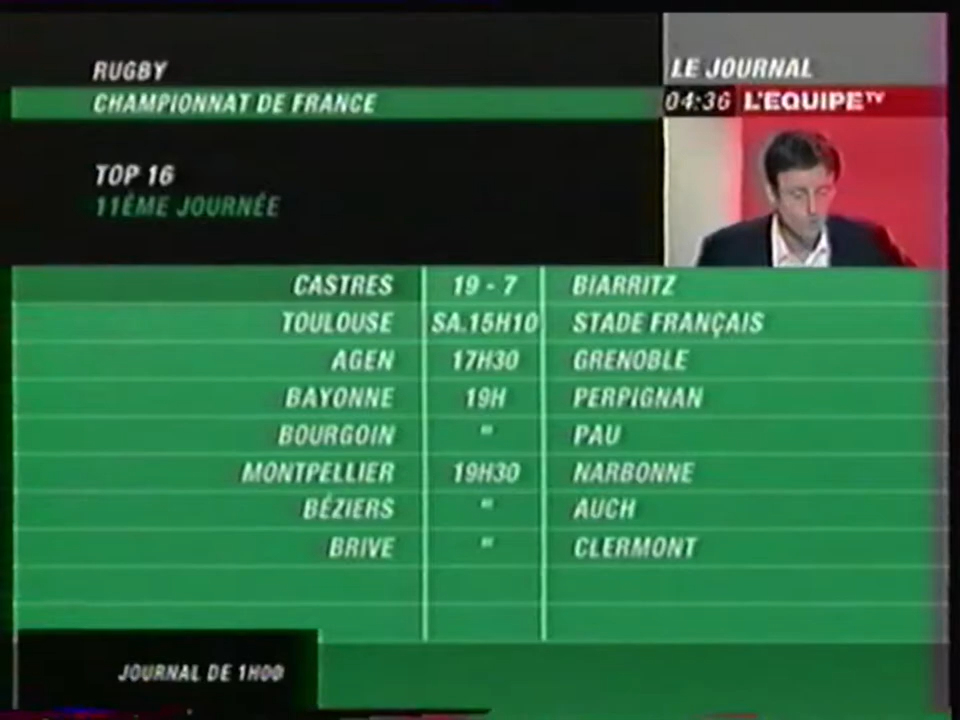 RUGBY
CHAMPIONNAT DE FRANCE
LE JOURNAL
04:36 L'EQUIPE TV
TOP 16
11ÈME JOURNÉE
CASTRES 19 - 7 BIARRITZ
TOULOUSE SA.15H10 STADE FRANÇAIS
AGEN 17H30 GRENOBLE
BAYONNE 19H PERPIGNAN
BOURGOIN " PAU
MONTPELLIER 19H30 NARBONNE
BÉZIERS " AUCH
BRIVE " CLERMONT
JOURNAL DE 1H00